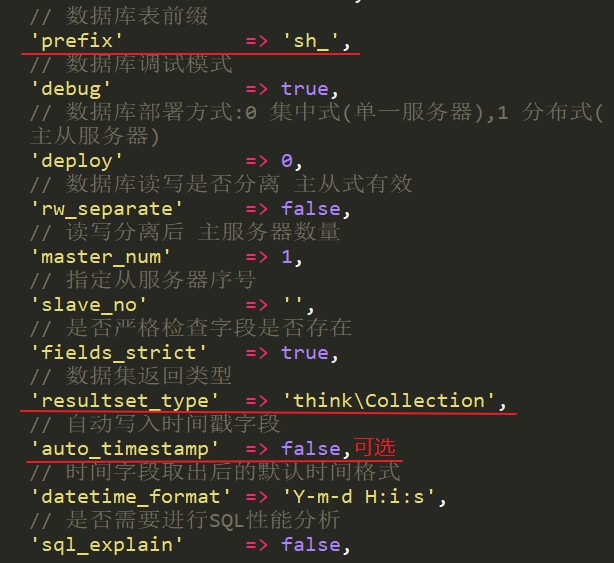 // 数据库表前缀
'prefix' => 'sh_',
// 数据库调试模式
'debug' => true,
// 数据库部署方式:0 集中式(单一服务器),1 分布式(
主从服务器)
'deploy' => 0,
// 数据库读写是否分离 主从式有效
'rw_separate' => false,
// 读写分离后 主服务器数量
'master_num' => 1,
// 指定从服务器序号
'slave_no' => '',
// 是否严格检查字段是否存在
'fields_strict' => true,
// 数据集返回类型
'resultset_type' => 'think\Collection',
// 自动写入时间戳字段
'auto_timestamp' => false,可选
// 时间字段取出后的默认时间格式
'datetime_format' => 'Y-m-d H:i:s',
// 是否需要进行SQL性能分析
'sql_explain' => false,